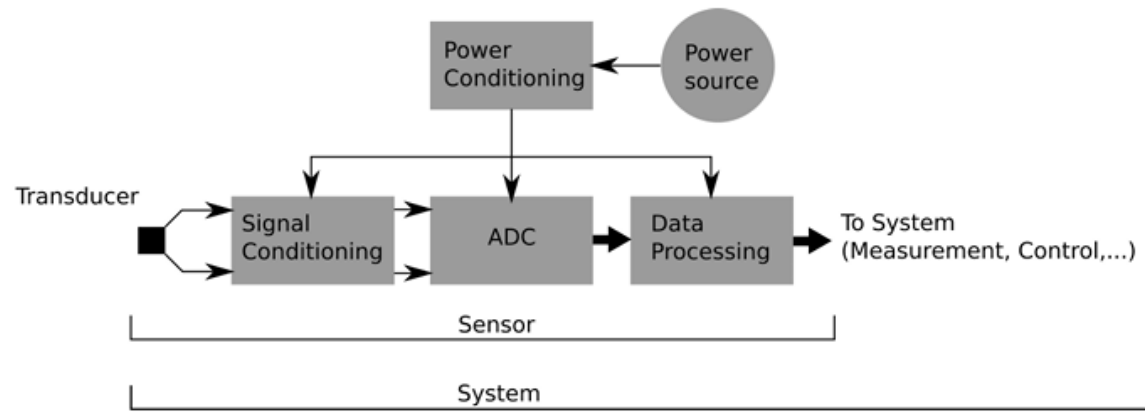 Power
Conditioning
Power
source
Transducer
Signal
Conditioning
ADC
Data
Processing
To System
(Measurement, Control,...)
Sensor
System